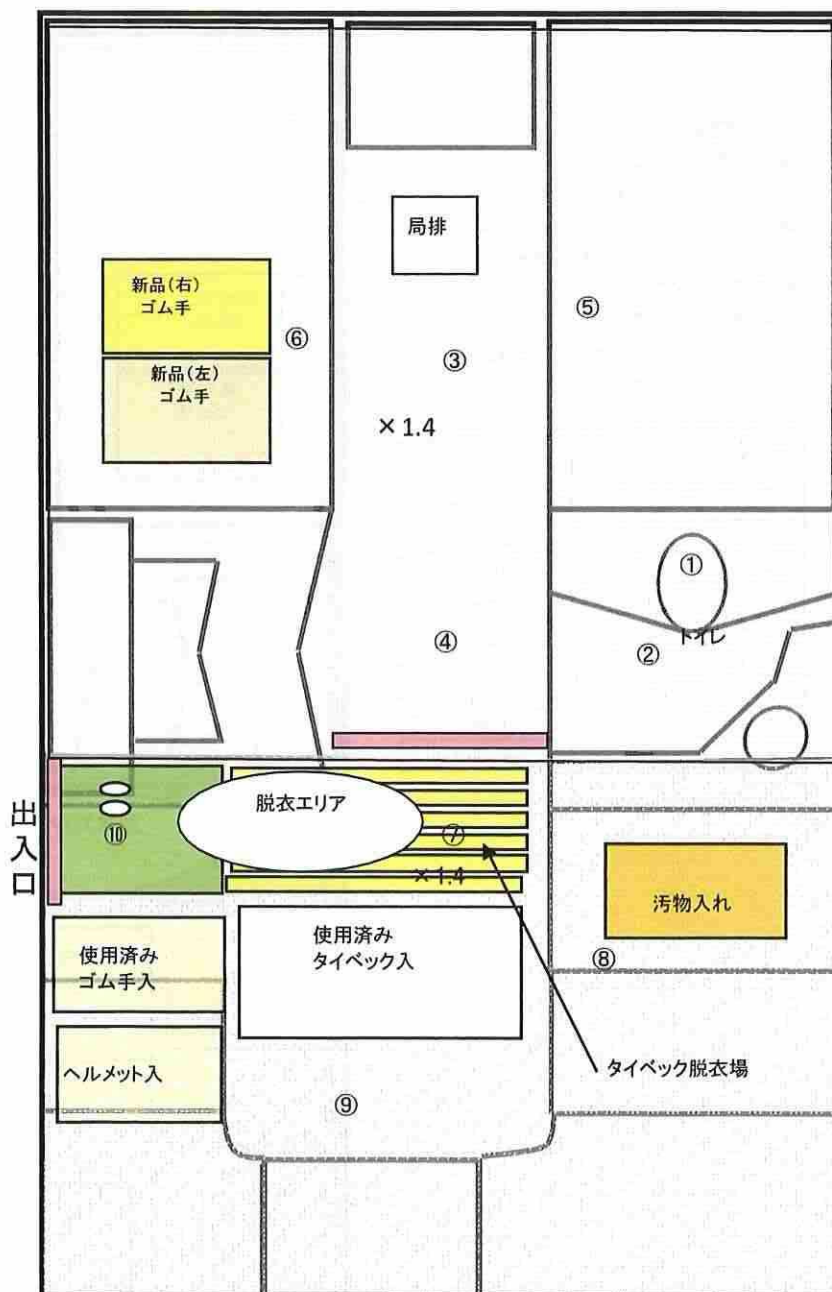 局排
新品(右)
ゴム手
⑥
⑤
③
新品(左)
ゴム手
× 1.4
①
トイレ
②
④
出入口
脱衣エリア
⑩
⑦
× 1.4
汚物入れ
使用済み
ゴム手入
使用済み
タイベック入
⑧
ヘルメット入
タイベック脱衣場
⑨